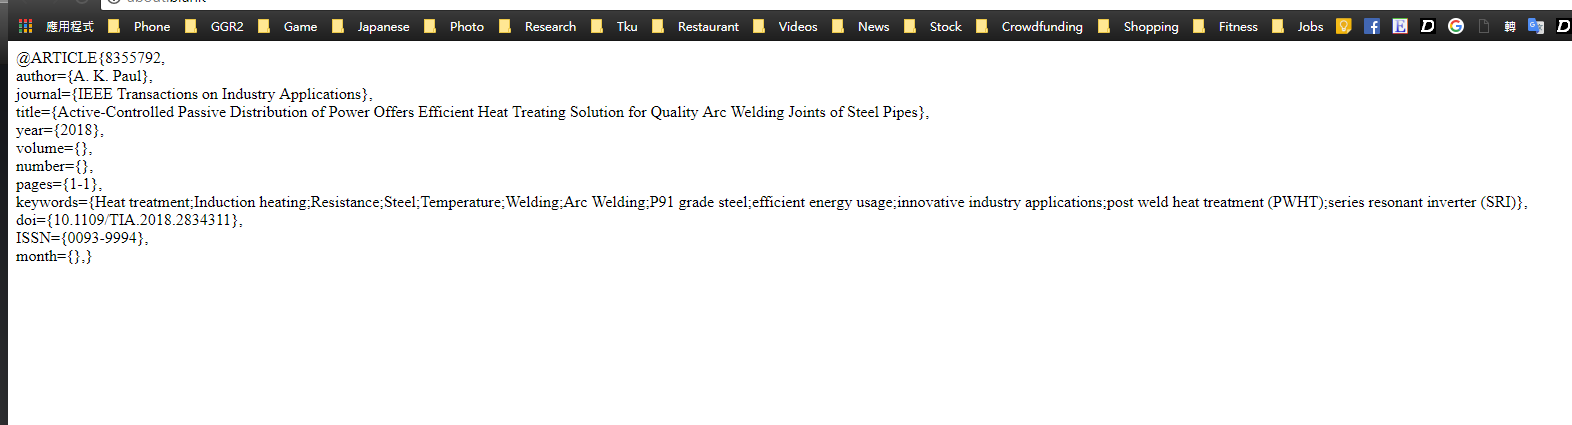 應用程式 Phone GGR2 Game Japanese Photo Research Tku Restaurant Videos News Stock Crowdfunding Shopping Fitness Jobs 轉
@ARTICLE{8355792,
author={A. K. Paul},
journal={IEEE Transactions on Industry Applications},
title={Active-Controlled Passive Distribution of Power Offers Efficient Heat Treating Solution for Quality Arc Welding Joints of Steel Pipes},
year={2018},
volume={},
number={},
pages={1-1},
keywords={Heat treatment;Induction heating;Resistance;Steel;Temperature;Welding;Arc Welding;P91 grade steel;efficient energy usage;innovative industry applications;post weld heat treatment (PWHT);series resonant inverter (SRI)},
doi={10.1109/TIA.2018.2834311},
ISSN={0093-9994},
month={},}